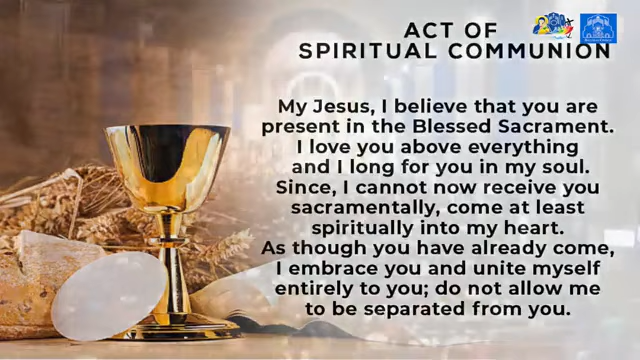 ACT OF
SPIRITUAL COMMUNION
My Jesus, I believe that you are
present in the Blessed Sacrament.
I love you above everything
and I long for you in my soul.
Since, I cannot now receive you
sacramentally, come at least
spiritually into my heart.
As though you have already come,
I embrace you and unite myself
entirely to you; do not allow me
to be separated from you.